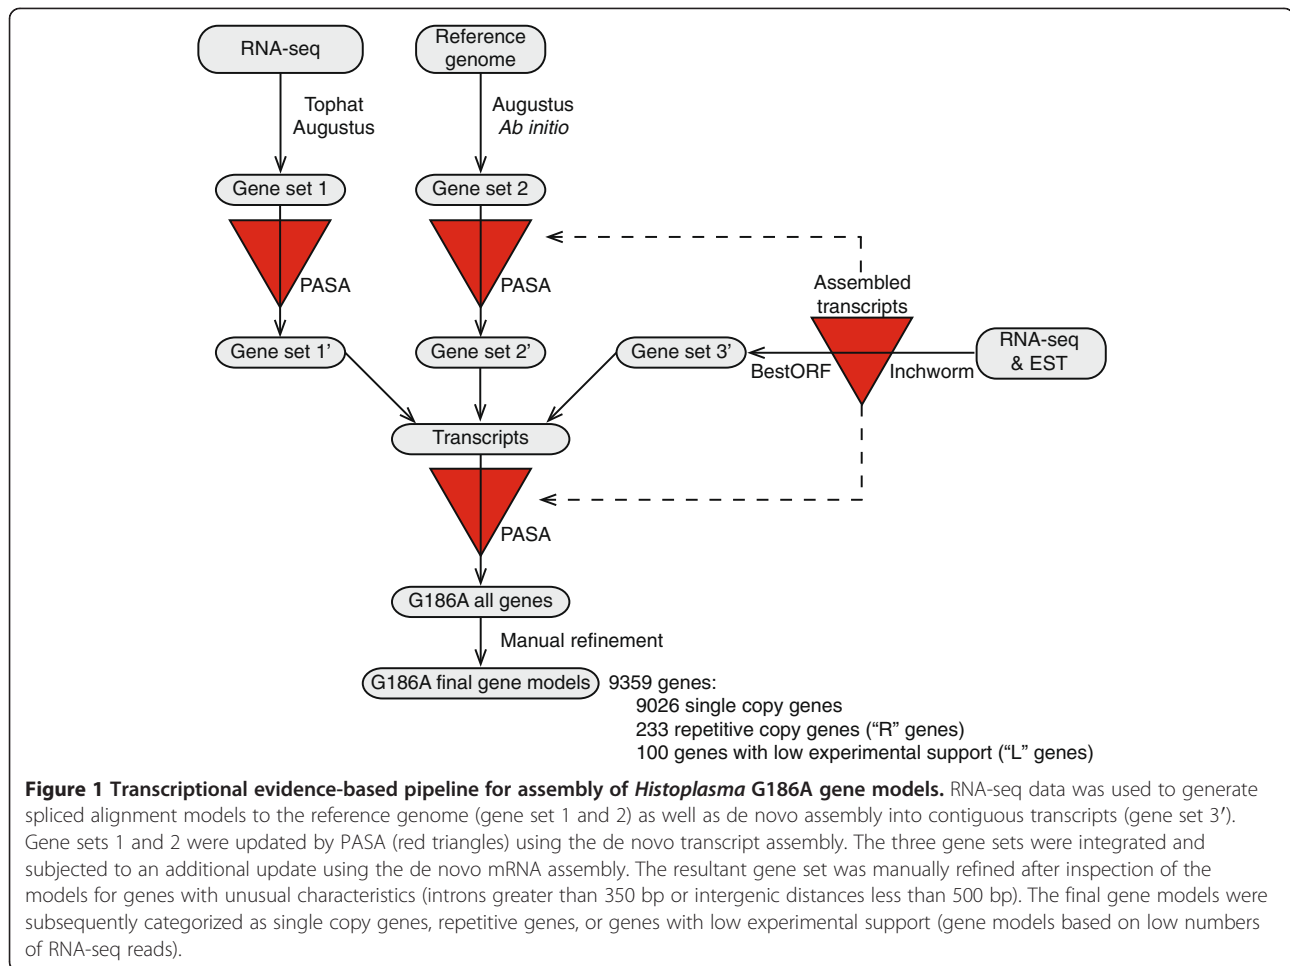 RNA-seq
Reference
genome
Tophat
Augustus
Augustus
Ab initio
Gene set 1
Gene set 2
PASA
PASA
Assembled
transcripts
Gene set 1’
Gene set 2’
Gene set 3’
BestORF
Inchworm
RNA-seq
& EST
Transcripts
PASA
G186A all genes
Manual refinement
G186A final gene models
9359 genes:
9026 single copy genes
233 repetitive copy genes (“R” genes)
100 genes with low experimental support (“L” genes)
Figure 1 Transcriptional evidence-based pipeline for assembly of Histoplasma G186A gene models. RNA-seq data was used to generate
spliced alignment models to the reference genome (gene set 1 and 2) as well as de novo assembly into contiguous transcripts (gene set 3′).
Gene sets 1 and 2 were updated by PASA (red triangles) using the de novo transcript assembly. The three gene sets were integrated and
subjected to an additional update using the de novo mRNA assembly. The resultant gene set was manually refined after inspection of the
models for genes with unusual characteristics (introns greater than 350 bp or intergenic distances less than 500 bp). The final gene models were
subsequently categorized as single copy genes, repetitive genes, or genes with low experimental support (gene models based on low numbers
of RNA-seq reads).